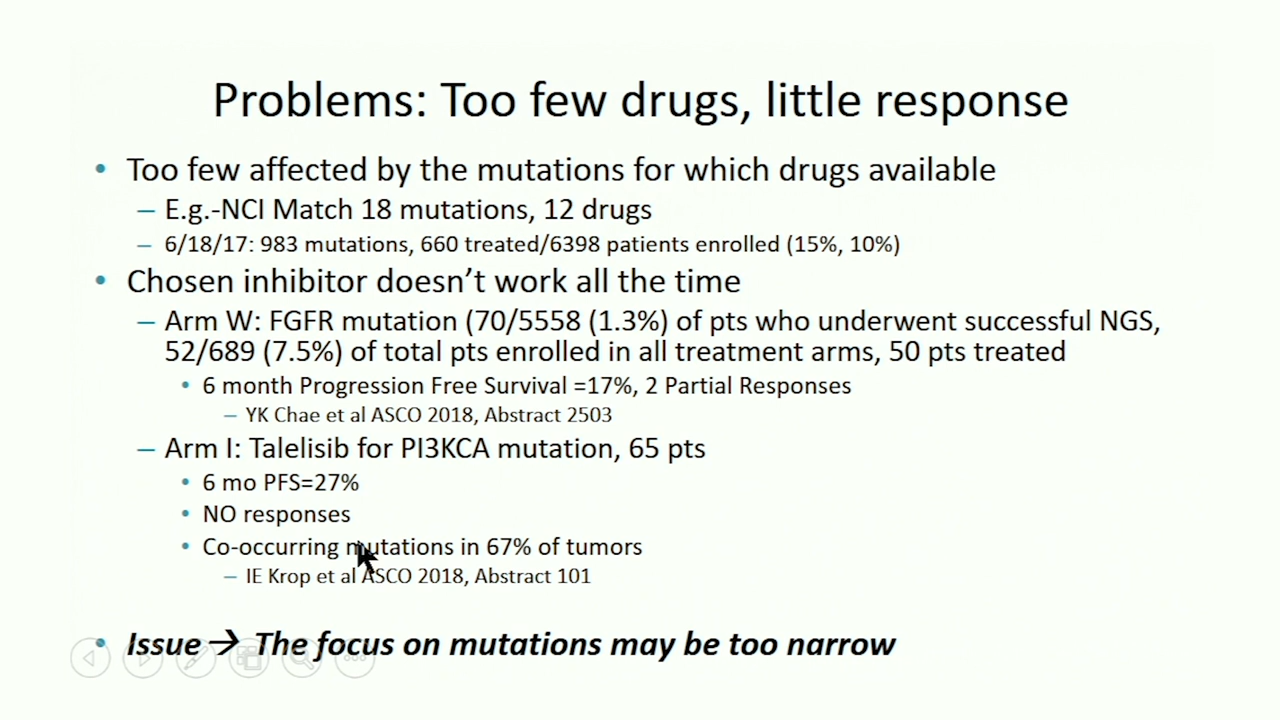 Problems: Too few drugs, little response
• Too few affected by the mutations for which drugs available
– E.g.-NCI Match 18 mutations, 12 drugs
– 6/18/17: 983 mutations, 660 treated/6398 patients enrolled (15%, 10%)
• Chosen inhibitor doesn't work all the time
– Arm W: FGFR mutation (70/5558 (1.3%) of pts who underwent successful NGS,
52/689 (7.5%) of total pts enrolled in all treatment arms, 50 pts treated
• 6 month Progression Free Survival =17%, 2 Partial Responses
– YK Chae et al ASCO 2018, Abstract 2503
– Arm I: Talelisib for PI3KCA mutation, 65 pts
• 6 mo PFS=27%
• NO responses
• Co-occurring mutations in 67% of tumors
– IE Krop et al ASCO 2018, Abstract 101
• Issue → The focus on mutations may be too narrow